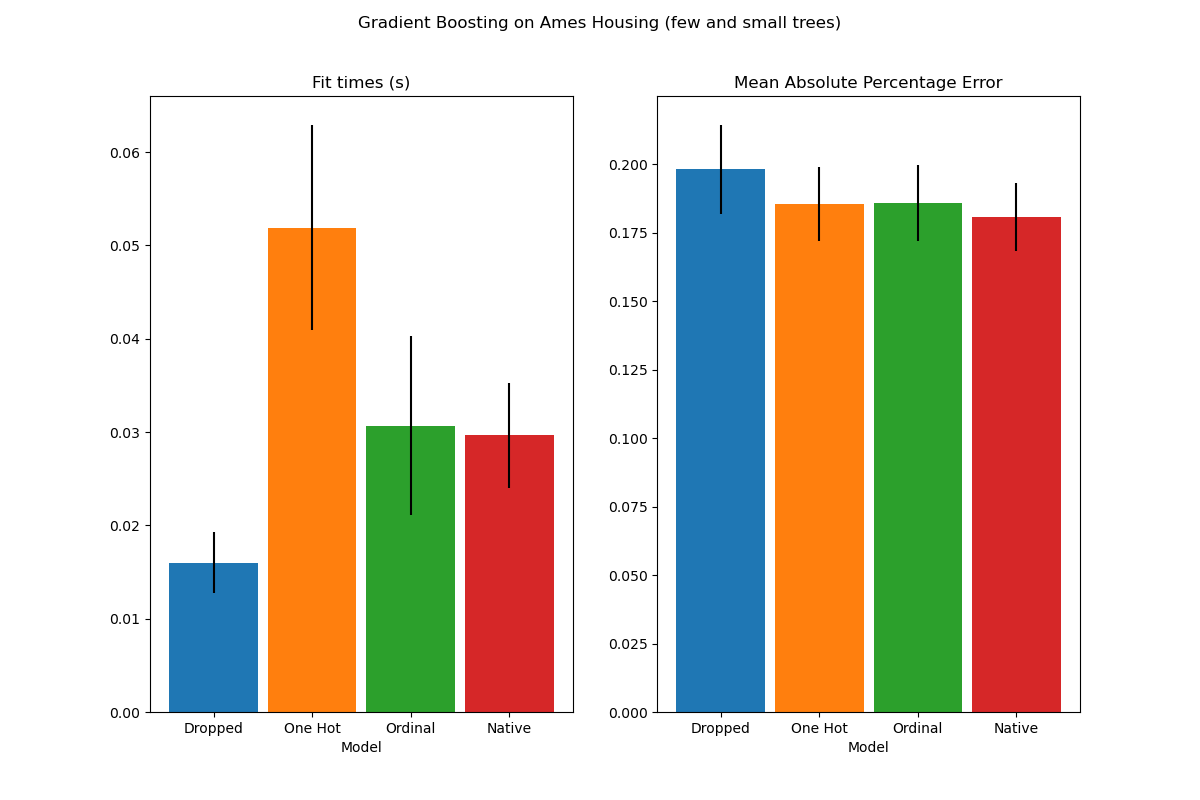 Gradient Boosting on Ames Housing (few and small trees)
Fit times (s)
0.06
0.05
0.04
0.03
0.02
0.01
0.00
Dropped One Hot Ordinal Native
Model
Mean Absolute Percentage Error
0.200
0.175
0.150
0.125
0.100
0.075
0.050
0.025
0.000
Dropped One Hot Ordinal Native
Model